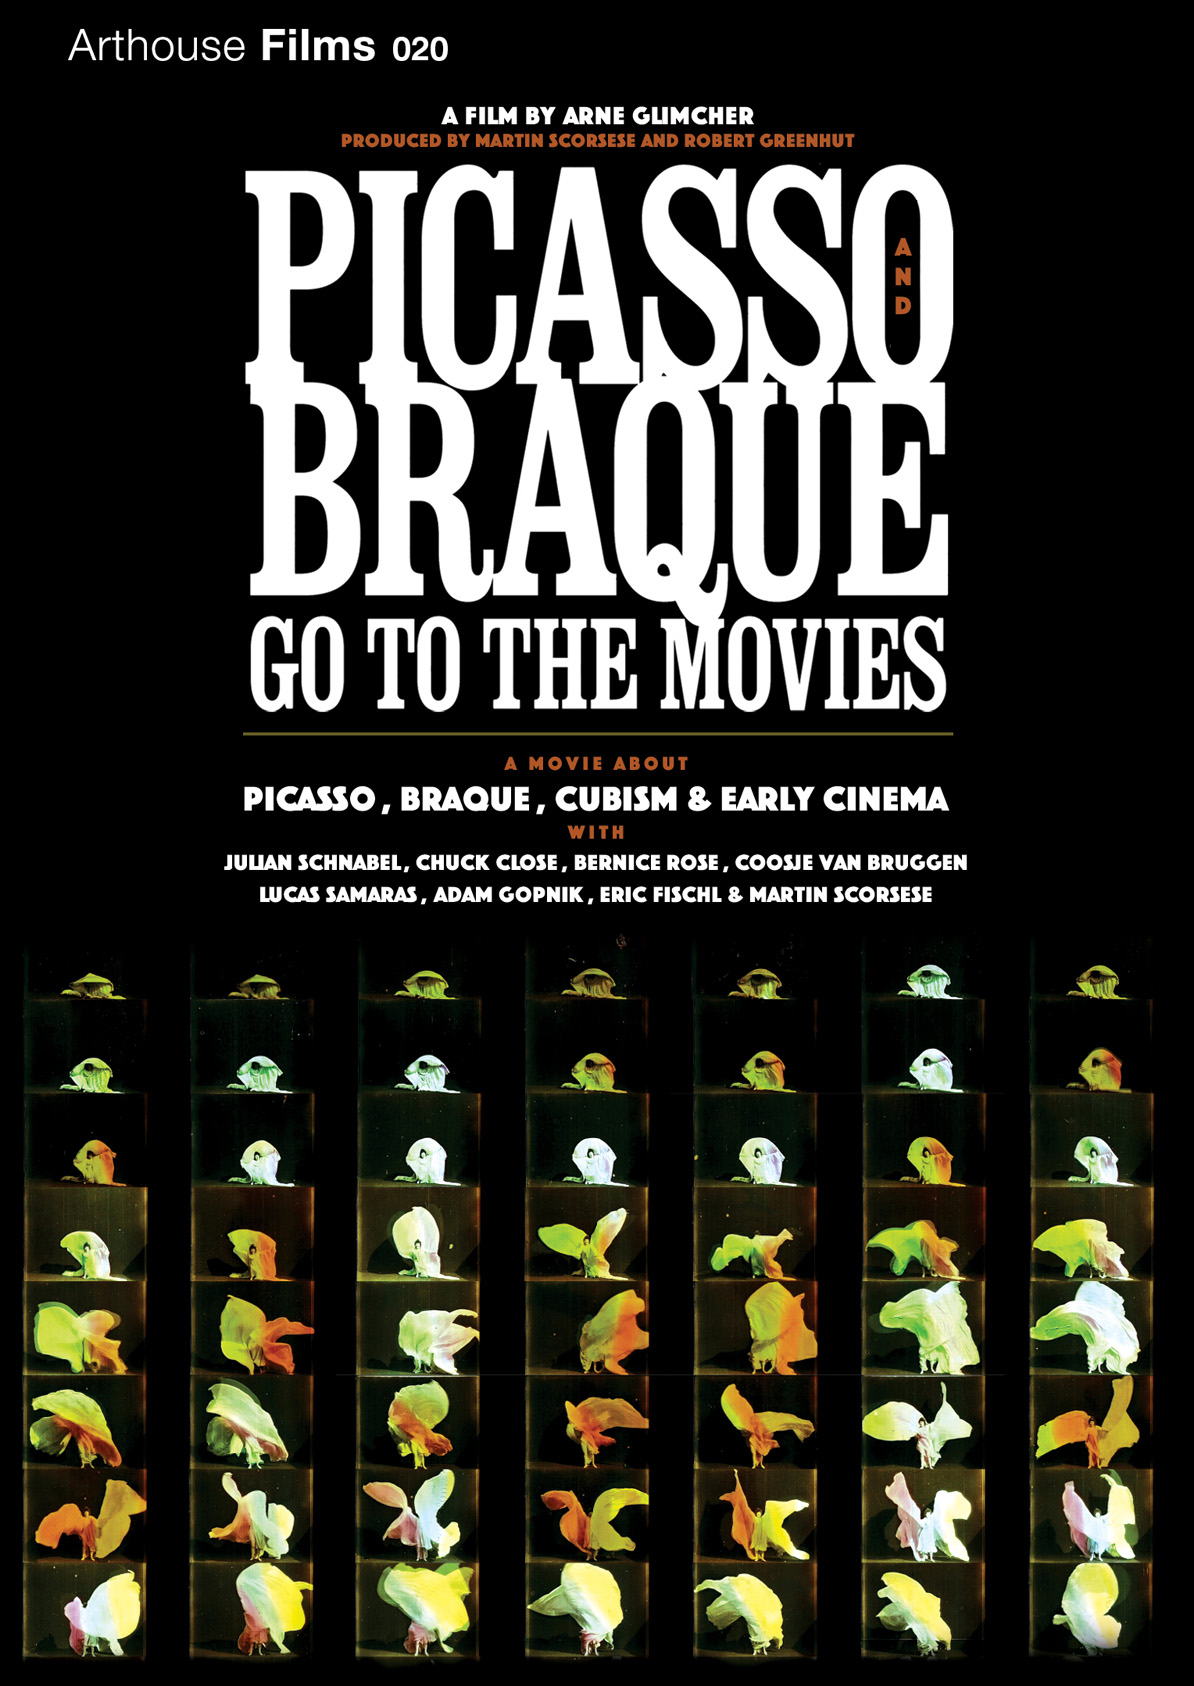 Arthouse Films 020
A FILM BY ARNE GLIMCHER
PRODUCED BY MARTIN SCORSESE AND ROBERT GREENHUT
PICASSO
AND
BRAQUE
GO TO THE MOVIES
A MOVIE ABOUT
PICASSO, BRAQUE, CUBISM & EARLY CINEMA
WITH
JULIAN SCHNABEL, CHUCK CLOSE, BERNICE ROSE, COOSJE VAN BRUGGEN
LUCAS SAMARAS, ADAM GOPNIK, ERIC FISCHL & MARTIN SCORSESE